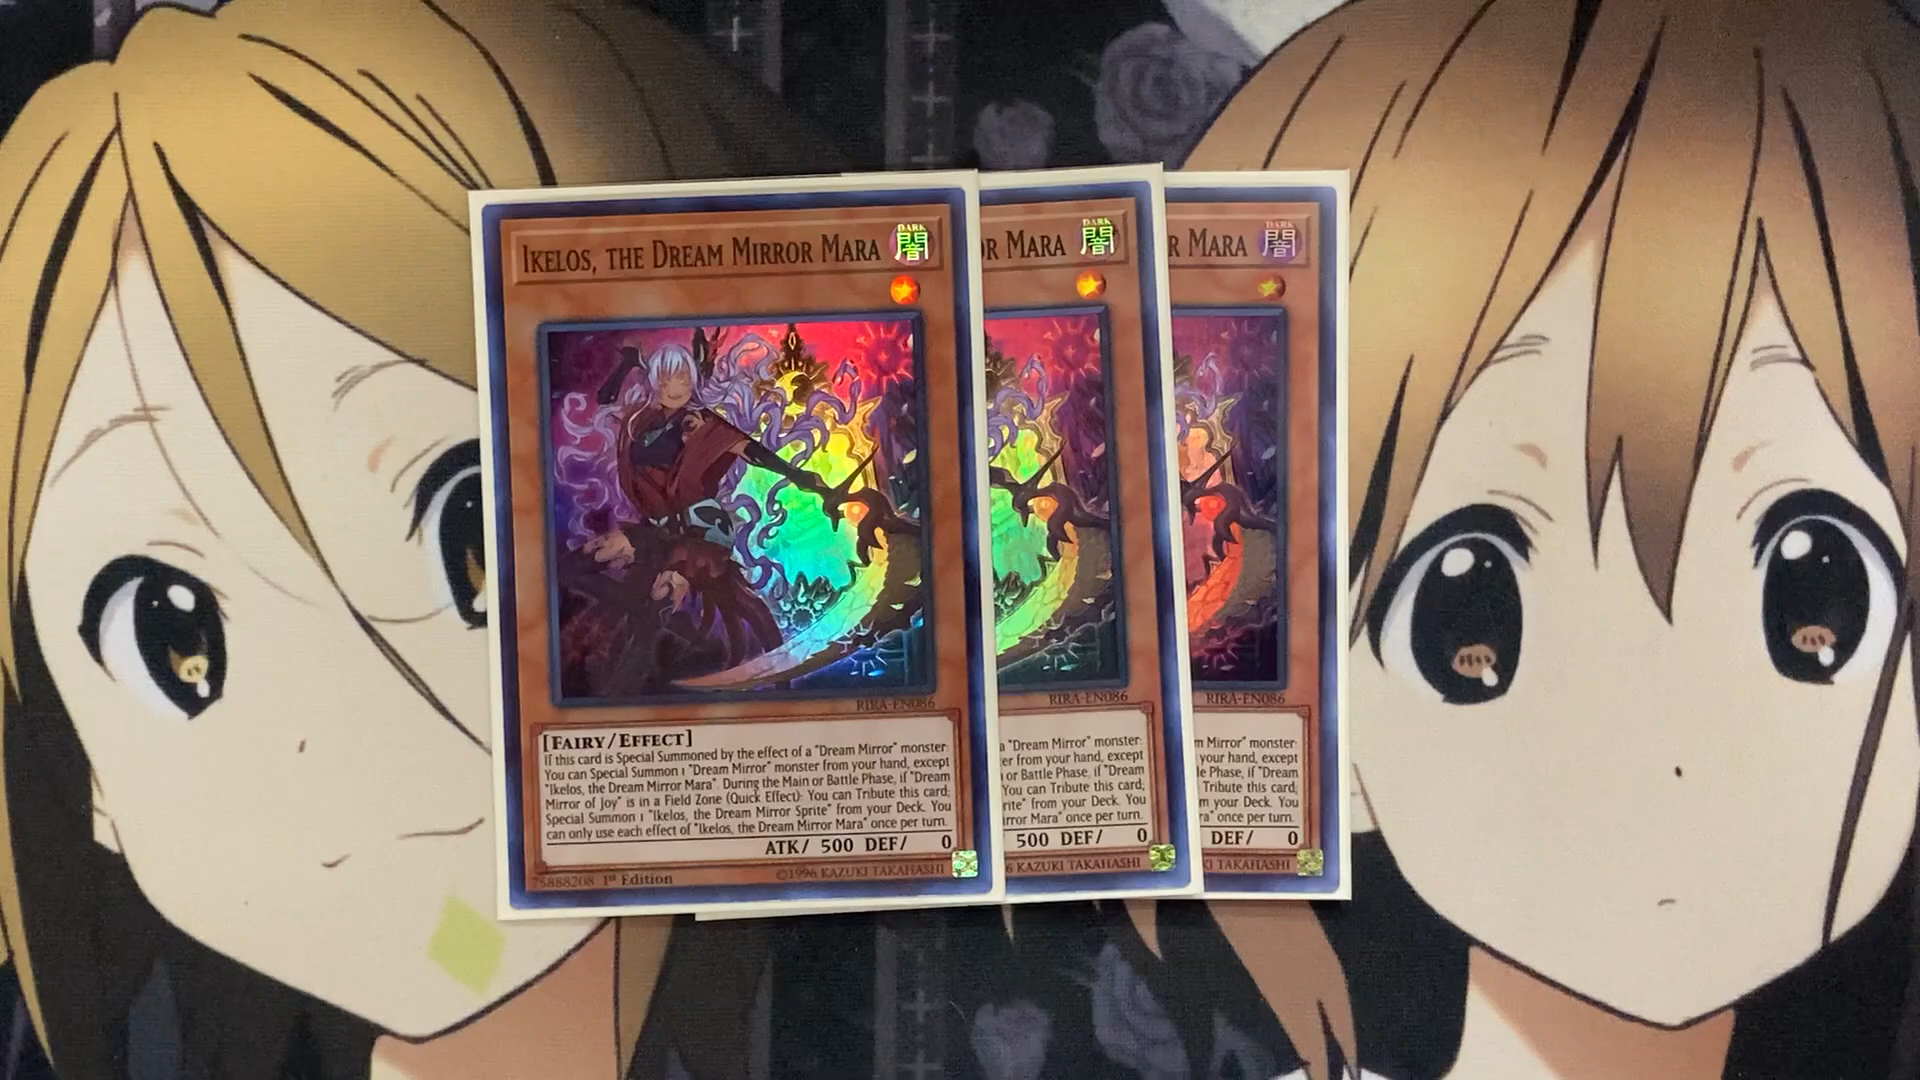 IKELOS, THE DREAM MIRROR MARA
DARK
闇
RIRA-EN086
[FAIRY/EFFECT]
If this card is Special Summoned by the effect of a "Dream Mirror" monster:
You can Special Summon 1 "Dream Mirror" monster from your hand, except
"Ikelos, the Dream Mirror Mara". During the Main or Battle Phase, if "Dream
Mirror of Joy" is in a Field Zone (Quick Effect): You can Tribute this card;
Special Summon 1 "Ikelos, the Dream Mirror Sprite" from your Deck. You
can only use each effect of "Ikelos, the Dream Mirror Mara" once per turn.
ATK/ 500 DEF/ 0
75888208 1st Edition
©1996 KAZUKI TAKAHASHI
OR MARA
DARK
闇
RIRA-EN086
a "Dream Mirror" monster:
er from your hand, except
or Battle Phase, if "Dream
You can Tribute this card;
rite" from your Deck. You
irror Mara" once per turn.
500 DEF/ 0
6 KAZUKI TAKAHASHI
R MARA
DARK
闇
RIRA-EN086
m Mirror" monster:
your hand, except
le Phase, if "Dream
Tribute this card;
m your Deck. You
ra" once per turn.
DEF/ 0
KI TAKAHASHI